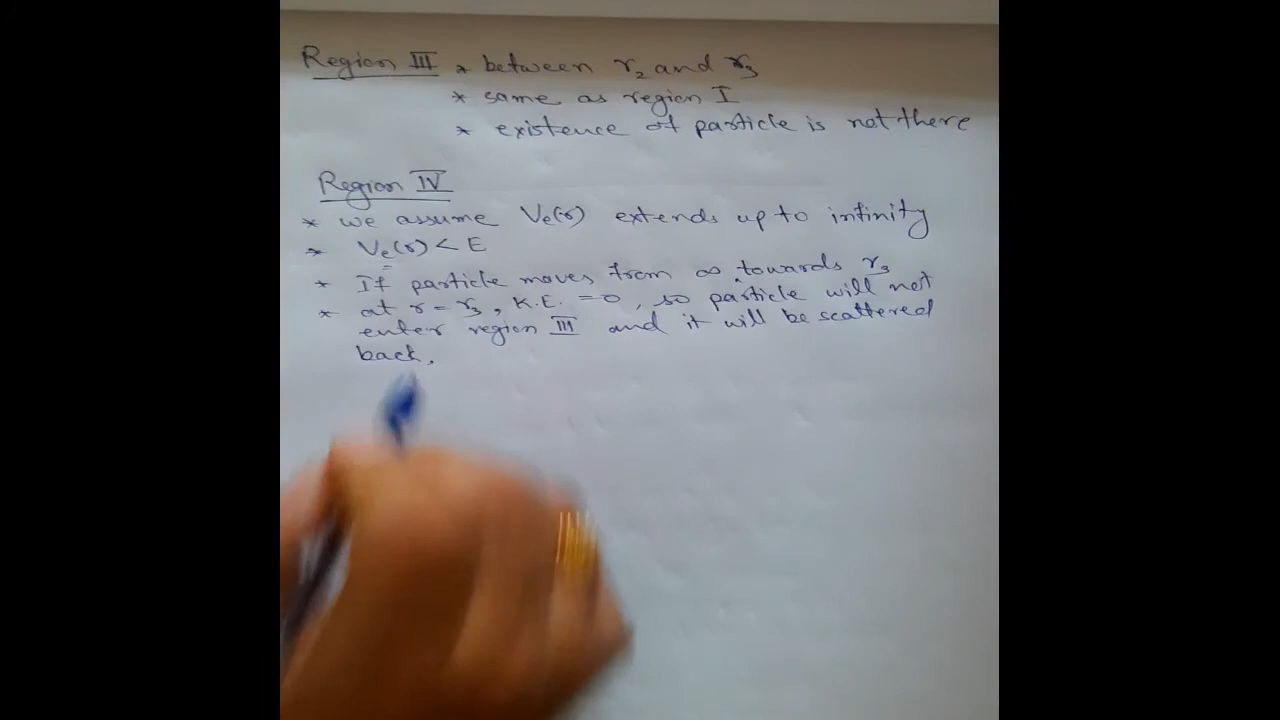 Region III * between r₂ and r₃
* same as region I
* existence of particle is not there
Region IV
* we assume Ve(r) extends up to infinity
* Ve(r) < E
* If particle moves from ∞ towards r₃
* at r = r₃, K.E. = 0, so particle will not
enter region III and it will be scattered
back.